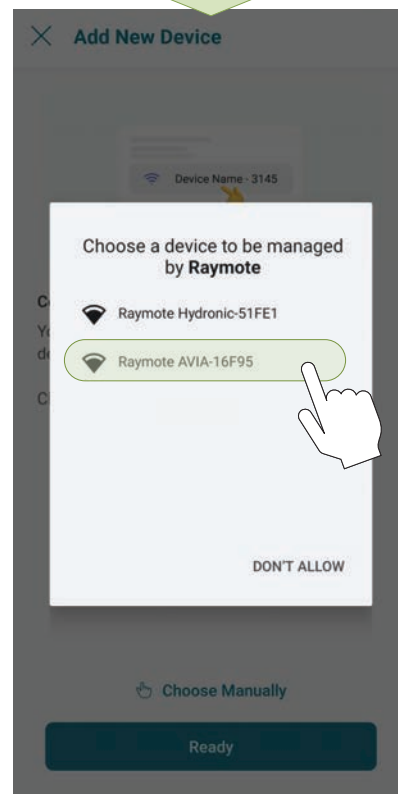 Add New Device
Device Name - 3145
Choose a device to be managed
by Raymote
Raymote Hydronic-51FE1
Raymote AVIA-16F95
DON'T ALLOW
Choose Manually
Ready